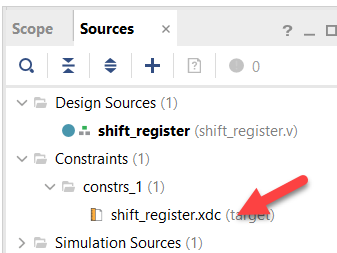 Scope Sources × ? _
0
Design Sources (1)
shift_register (shift_register.v)
Constraints (1)
constrs_1 (1)
shift_register.xdc (target)
Simulation Sources (1)